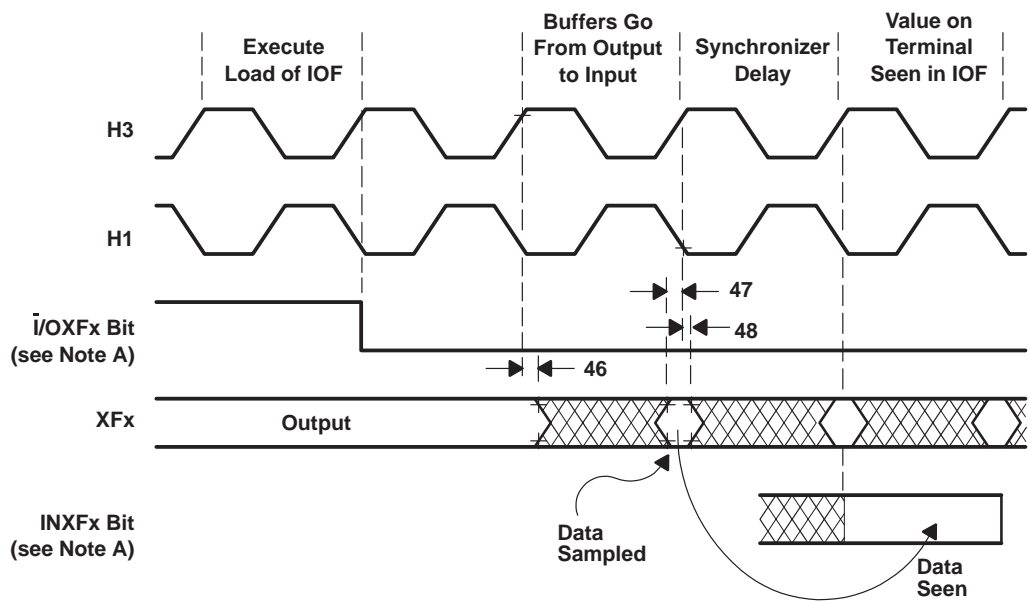 Execute
Load of IOF
Buffers Go
From Output
to Input
Synchronizer
Delay
Value on
Terminal
Seen in IOF
H3
H1
47
48
46
Ī/OXFx Bit
(see Note A)
XFx
Output
INXFx Bit
(see Note A)
Data
Sampled
Data
Seen